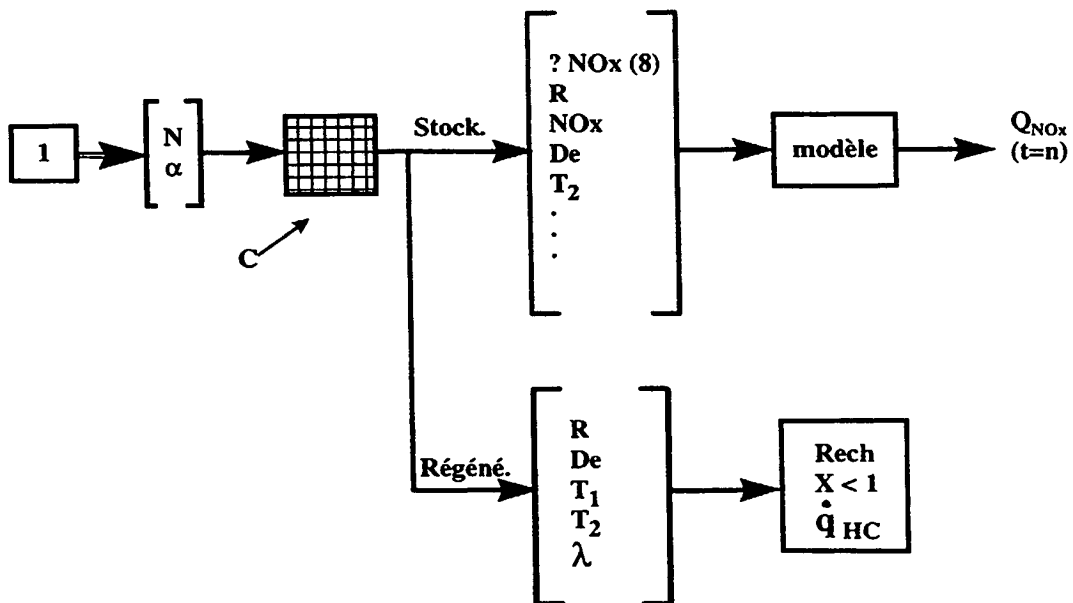 1
N
α
C
Stock.
? NOx (8)
R
NOx
De
T2
.
.
.
modèle
QNOx
(t=n)
Régéné.
R
De
T1
T2
λ
Rech
X < 1
q̇ HC